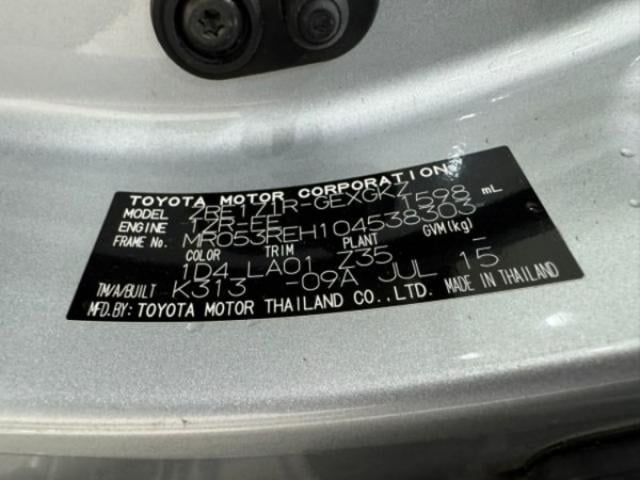 TOYOTA MOTOR CORPORATION
MODEL ZRE171R-GEXGKZ
ENGINE 1ZR-FE 1598 mL
FRAME No. MR053REH104538303
COLOR TRIM PLANT GVM(kg)
1D4 LA01 Z35 -
TM/A/BUILT K313 -09A JUL 15
MFD.BY: TOYOTA MOTOR THAILAND CO.,LTD. MADE IN THAILAND